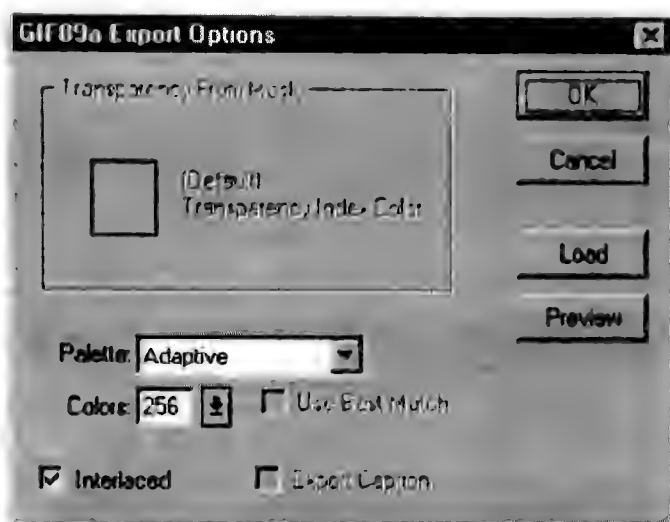 GIF89a Export Options
Transparency From Mask
OK
(Default)
Transparency Index Color
Cancel
Load
Preview
Palette: Adaptive
Colors: 256
Use Best Match
Interlaced
Export Caption